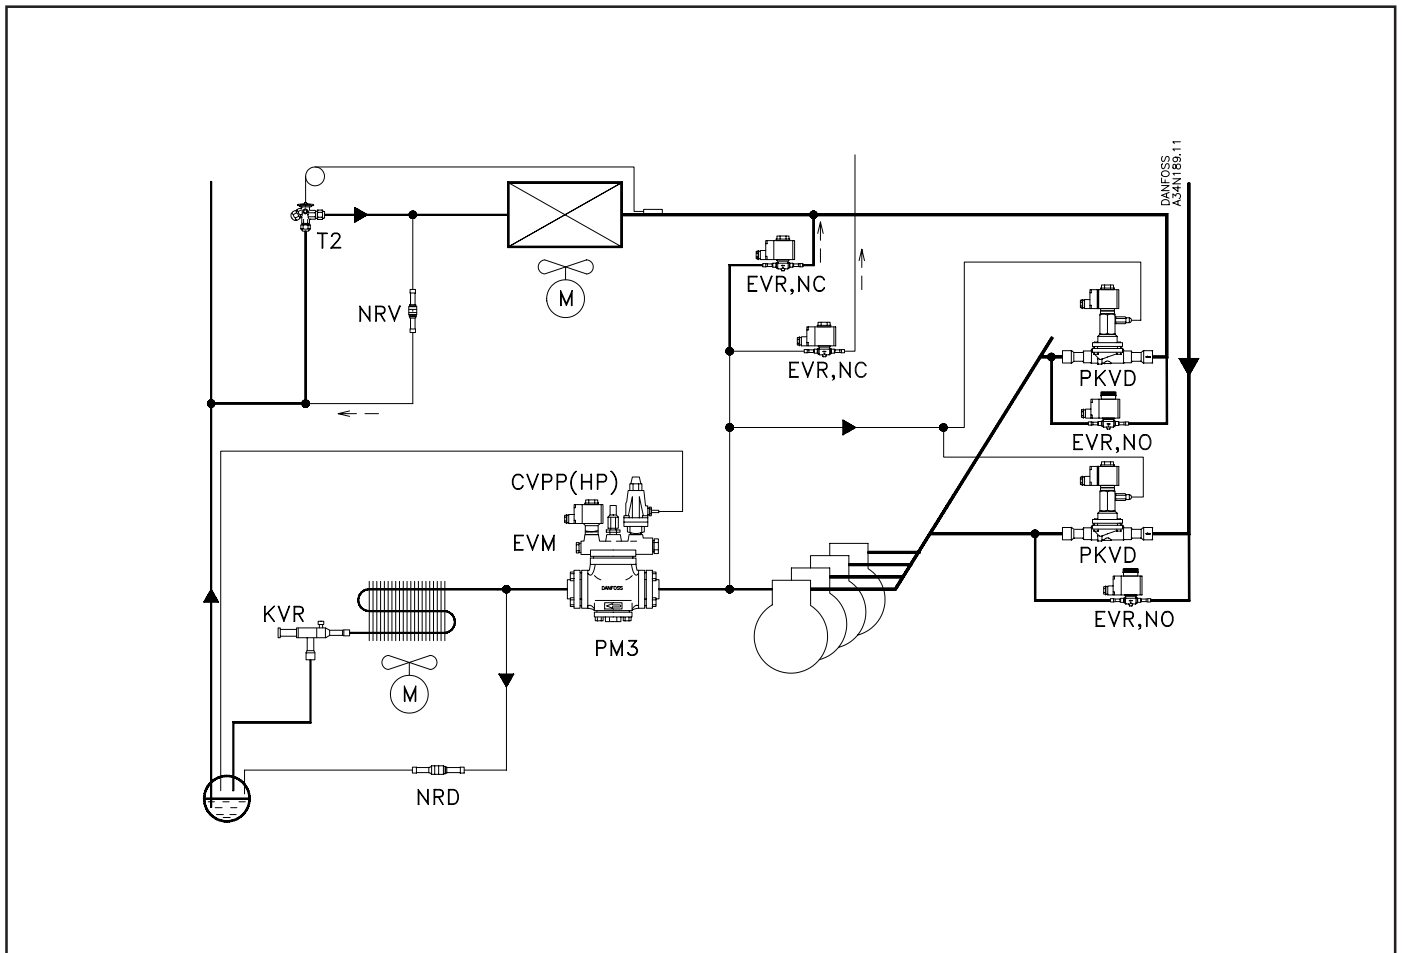 DANFOSS
A34N189.11
T2
M
EVR,NC
NRV
EVR,NC
PKVD
EVR,NO
CVPP(HP)
EVM
DANFOSS
PKVD
KVR
EVR,NO
PM3
M
NRD